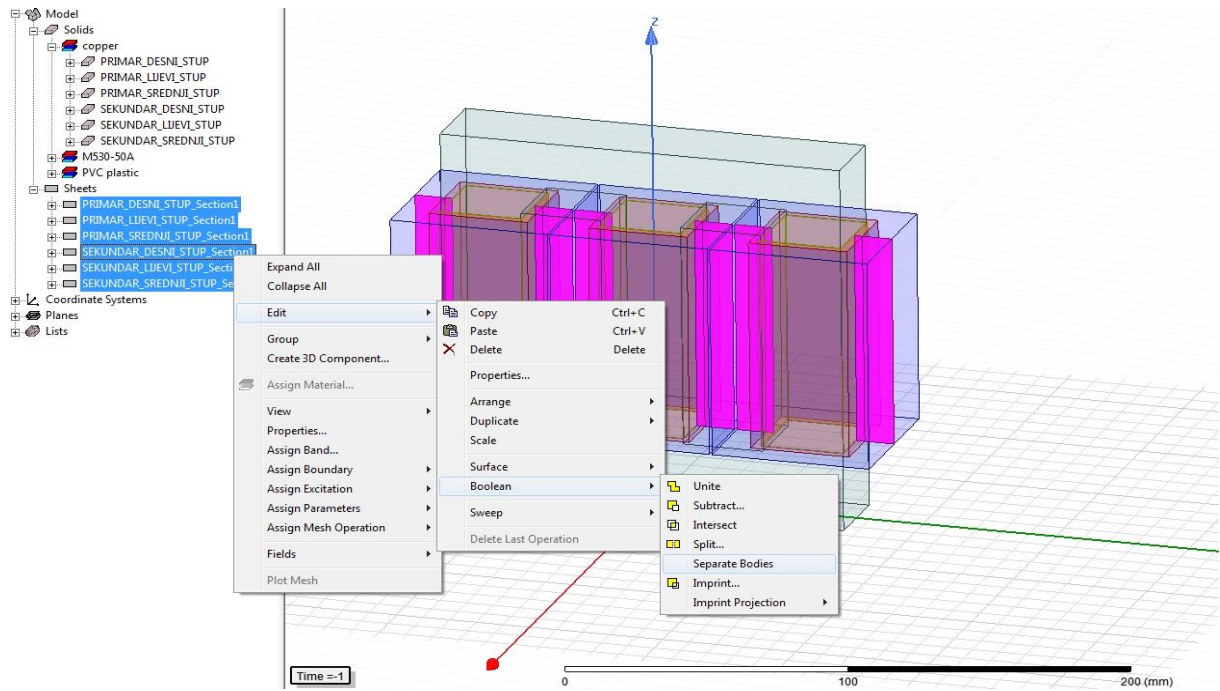 Model
Solids
copper
PRIMAR_DESNI_STUP
PRIMAR_LIJEVI_STUP
PRIMAR_SREDNJI_STUP
SEKUNDAR_DESNI_STUP
SEKUNDAR_LIJEVI_STUP
SEKUNDAR_SREDNJI_STUP
M530-50A
PVC plastic
Sheets
PRIMAR_DESNI_STUP_Section1
PRIMAR_LIJEVI_STUP_Section1
PRIMAR_SREDNJI_STUP_Section1
SEKUNDAR_DESNI_STUP_Section1
SEKUNDAR_LIJEVI_STUP_Secti
SEKUNDAR_SREDNJI_STUP_Se
Coordinate Systems
Planes
Lists
Expand All
Collapse All
Edit
Group
Create 3D Component...
Assign Material...
View
Properties...
Assign Band...
Assign Boundary
Assign Excitation
Assign Parameters
Assign Mesh Operation
Fields
Plot Mesh
Copy Ctrl+C
Paste Ctrl+V
Delete Delete
Properties...
Arrange
Duplicate
Scale
Surface
Boolean
Sweep
Delete Last Operation
Unite
Subtract...
Intersect
Split...
Separate Bodies
Imprint...
Imprint Projection
Z
Time =-1
0 100 200 (mm)